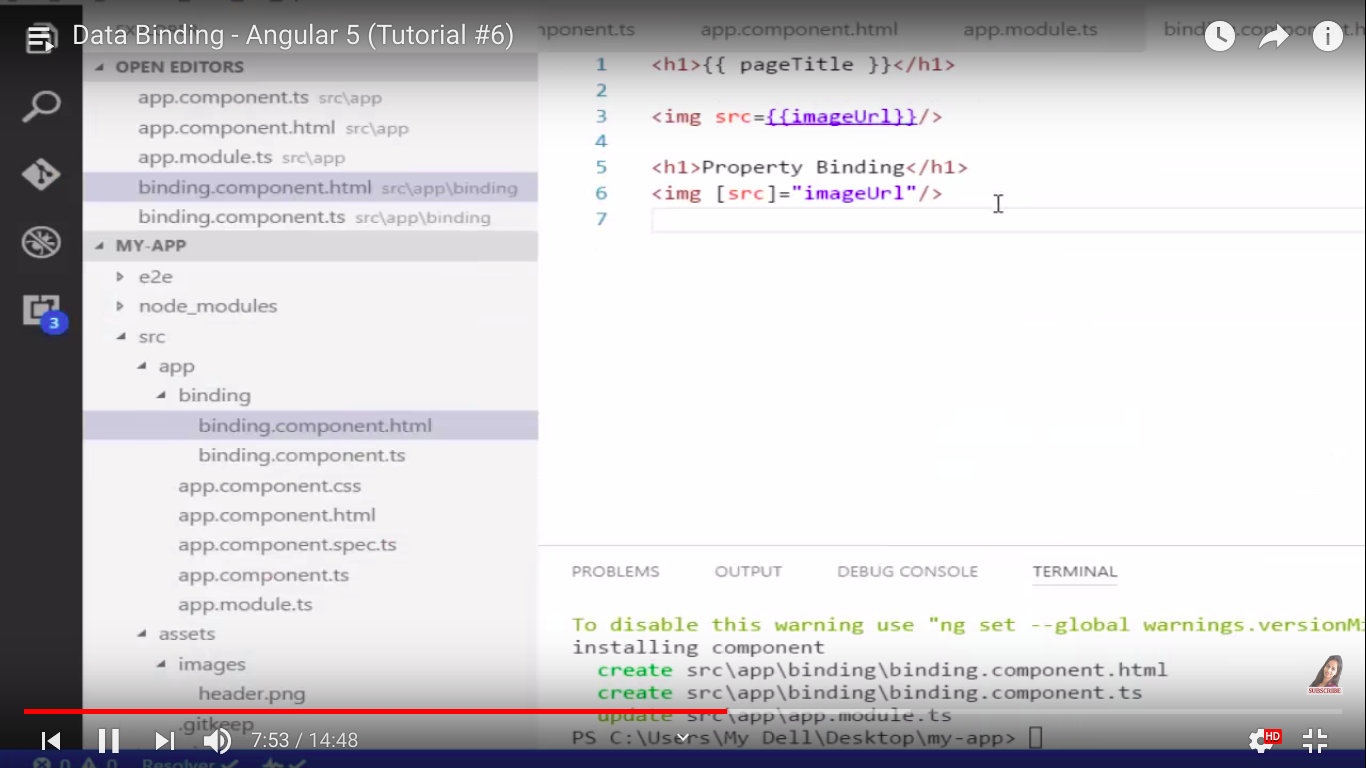 Data Binding - Angular 5 (Tutorial #6)
nponent.ts app.component.html app.module.ts
OPEN EDITORS
app.component.ts src\app
app.component.html src\app
app.module.ts src\app
binding.component.html src\app\binding
binding.component.ts src\app\binding
MY-APP
e2e
node_modules
src
app
binding
binding.component.html
binding.component.ts
app.component.css
app.component.html
app.component.spec.ts
app.component.ts
app.module.ts
assets
images
header.png
.gitkeep
3
1 <h1>{{ pageTitle }}</h1>
2
3 <img src={{imageUrl}}/>
4
5 <h1>Property Binding</h1>
6 <img [src]="imageUrl"/>
7
PROBLEMS OUTPUT DEBUG CONSOLE TERMINAL
To disable this warning use "ng set --global warnings.versionMi
installing component
create src\app\binding\binding.component.html
create src\app\binding\binding.component.ts
update src\app\app.module.ts
PS C:\Users\My Dell\Desktop\my-app>
SUBSCRIBE
7:53 / 14:48
HD
0 0 Resolver